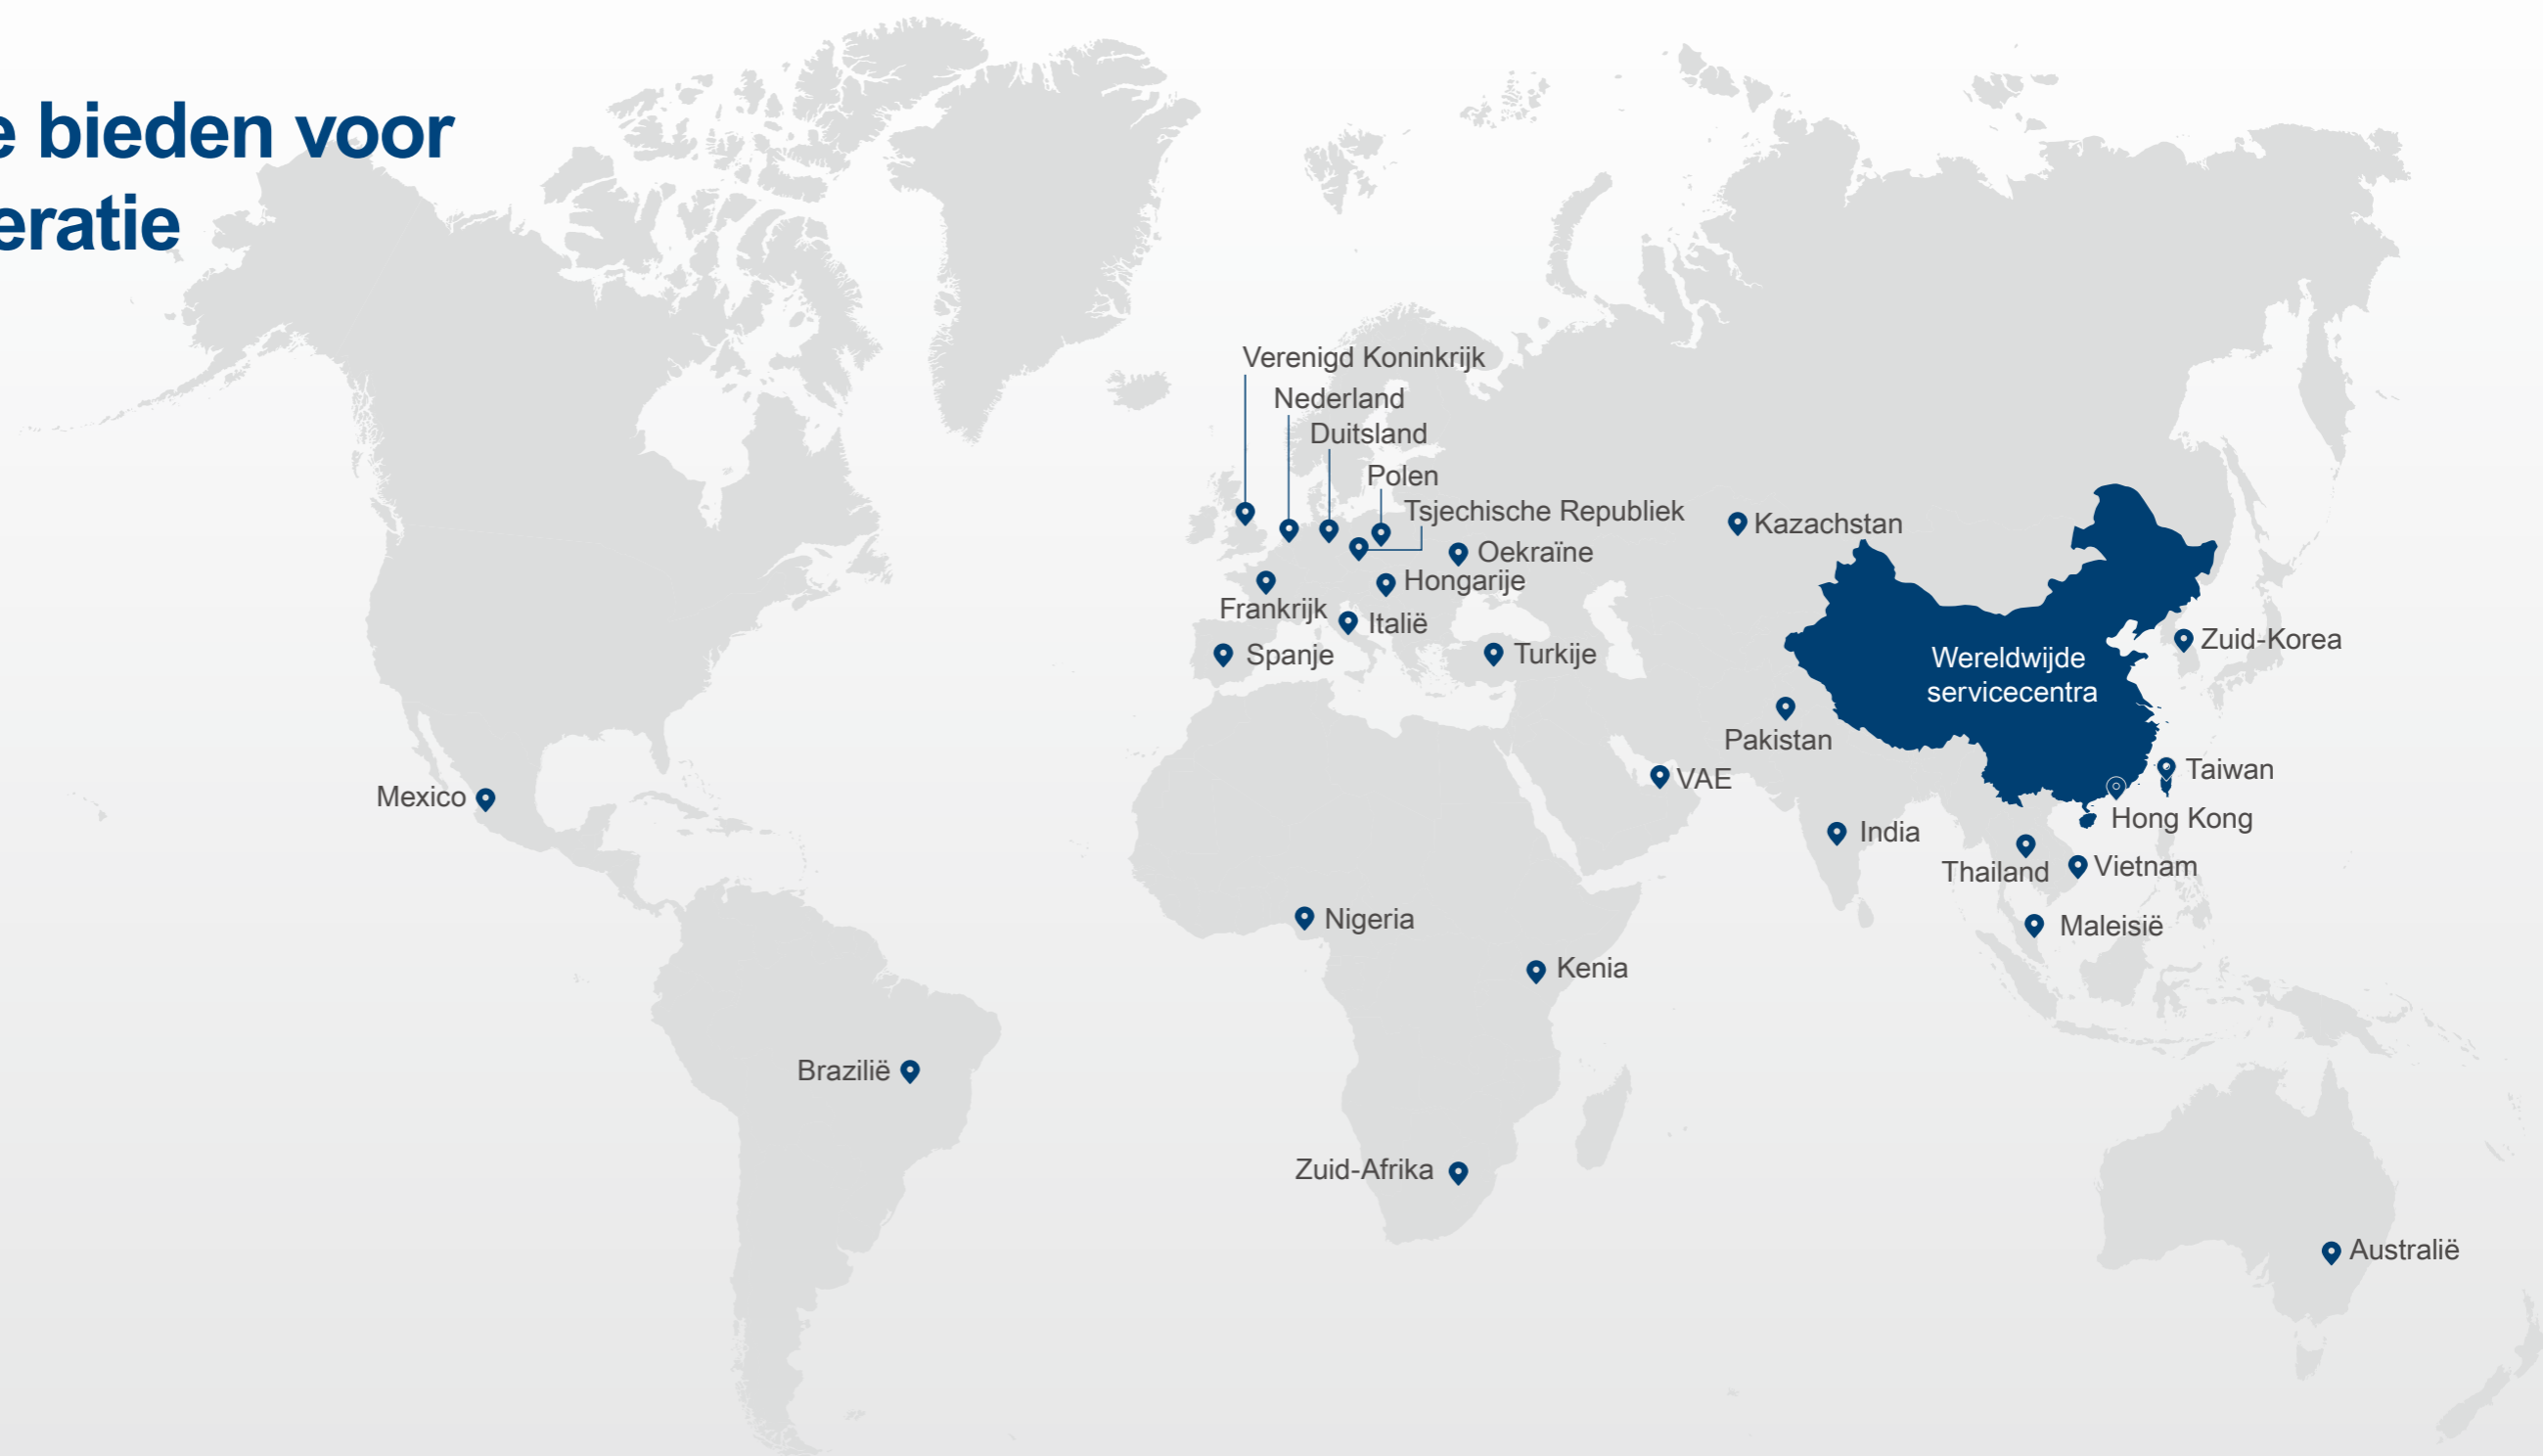 bieden voor
Verenigd Koninkrijk
Nederland
Duitsland
Polen
Tsjechische Republiek
Kazachstan
Oekraïne
Hongarije
Frankrijk
Italië
Spanje
Turkije
Zuid-Korea
Wereldwijde
servicecentra
Pakistan
VAE
Taiwan
Mexico
Hong Kong
India
Thailand
Vietnam
Nigeria
Maleisië
Kenia
Brazilië
Zuid-Afrika
Australië